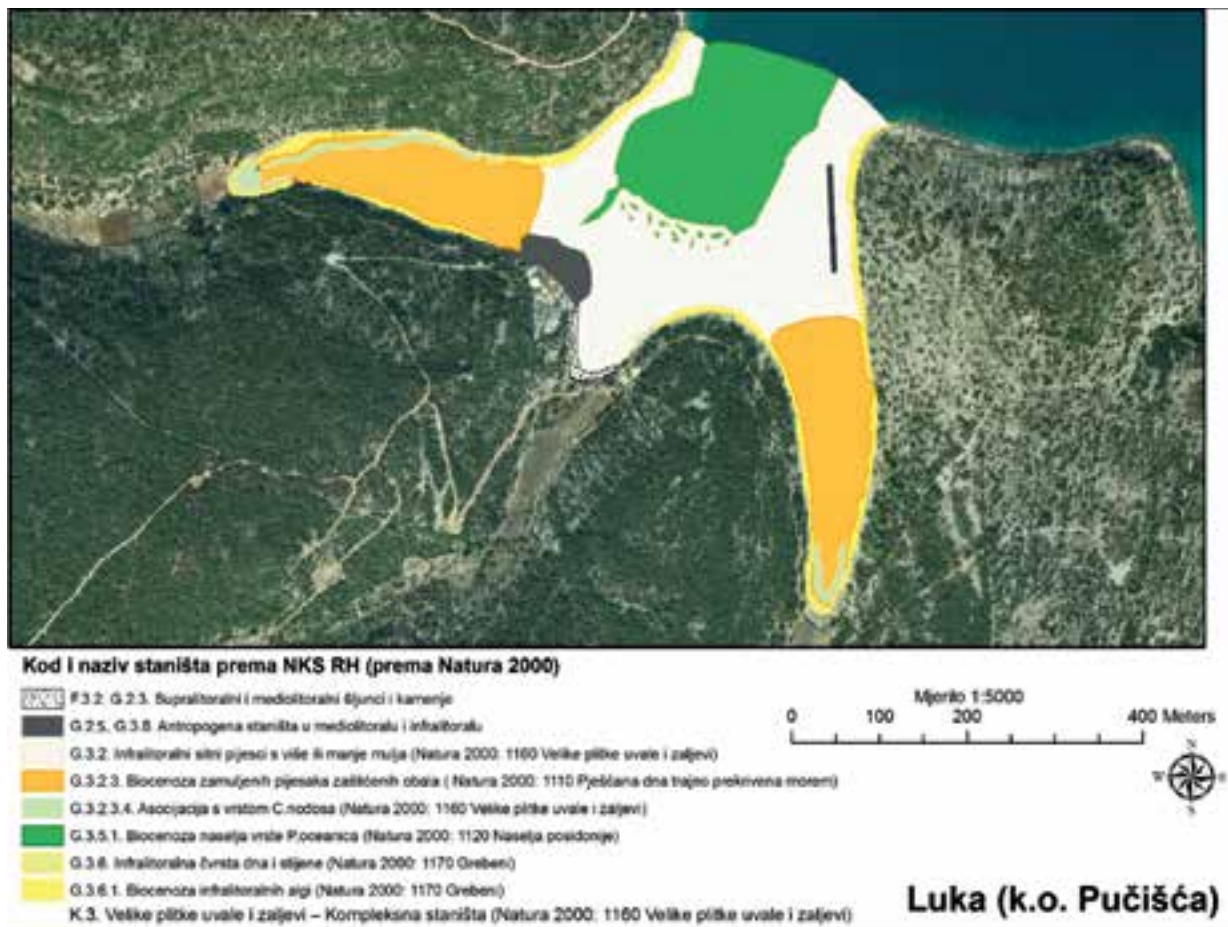 Kod i naziv staništa prema NKS RH (prema Natura 2000)
F.3.2. G.2.3. Supralitoralni i mediolitoralni šljunci i kamenje
G.2.5, G.3.8. Antropogena staništa u mediolitoralu i infralitoralu
G.3.2. Infralitoralni sitni pijesci s više ili manje mulja (Natura 2000: 1160 Velike plitke uvale i zaljevi)
G.3.2.3. Biocenoza zamuljenih pijesaka zaštićenih obala ( Natura 2000: 1110 Pješčana dna trajno prekrivena morem)
G.3.2.3.4. Asocijacija s vrstom C.nodosa (Natura 2000: 1160 Velike plitke uvale i zaljevi)
G.3.5.1. Biocenoza naselja vrste P.oceanica (Natura 2000: 1120 Naselja posidonije)
G.3.6. Infralitoralna čvrsta dna i stijene (Natura 2000: 1170 Grebeni)
G.3.6.1. Biocenoza infralitoralnih algi (Natura 2000: 1170 Grebeni)
K.3. Velike plitke uvale i zaljevi – Kompleksna staništa (Natura 2000: 1160 Velike plitke uvale i zaljevi)
Mjerilo 1:5000
0 100 200 400 Meters
N
W E
S
Luka (k.o. Pučišća)